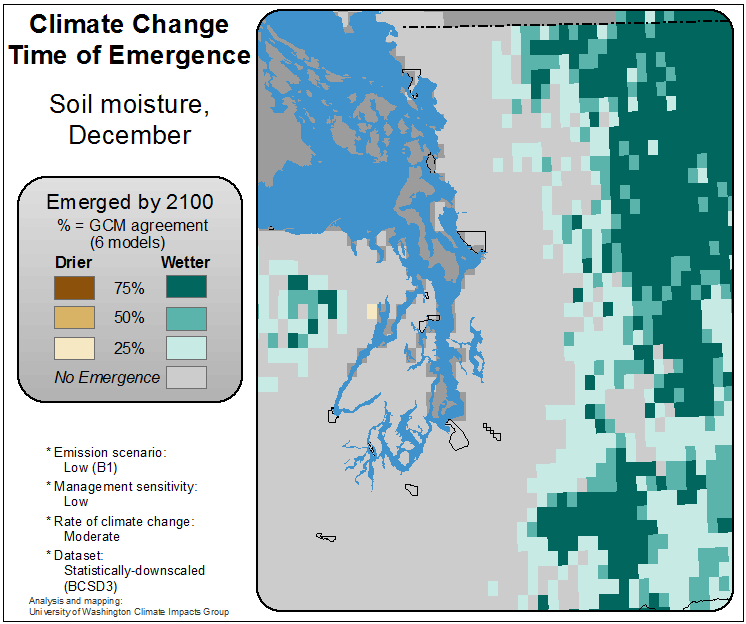 Climate Change
Time of Emergence
Soil moisture,
December
Emerged by 2100
% = GCM agreement
(6 models)
Drier Wetter
75%
50%
25%
No Emergence
* Emission scenario:
Low (B1)
* Management sensitivity:
Low
* Rate of climate change:
Moderate
* Dataset:
Statistically-downscaled
(BCSD3)
Analysis and mapping:
University of Washington Climate Impacts Group